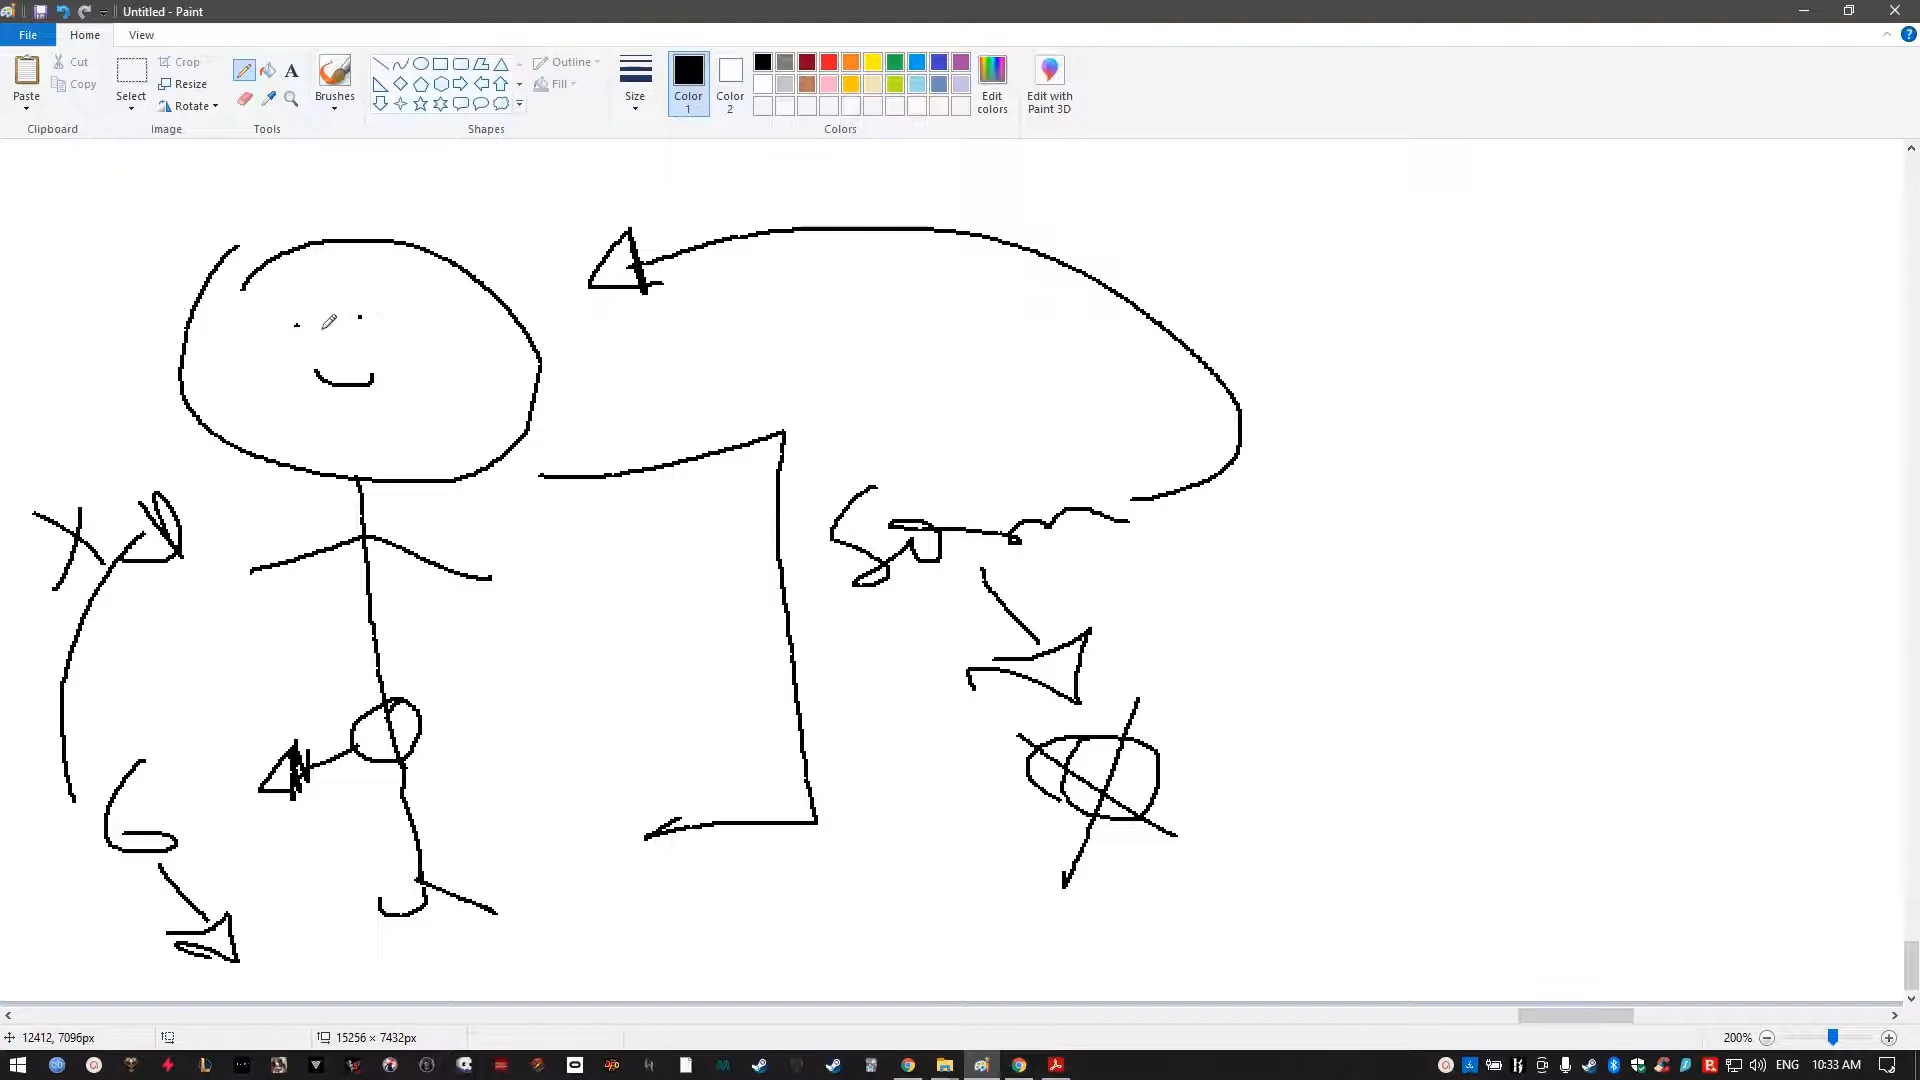 Untitled - Paint
File
Home
View
Paste
Cut
Copy
Clipboard
Select
Crop
Resize
Rotate
Image
Tools
Brushes
Shapes
Outline
Fill
Size
Color 1
Color 2
Colors
Edit colors
Edit with Paint 3D
12412, 7096px
15256 × 7432px
200%
ENG
10:33 AM